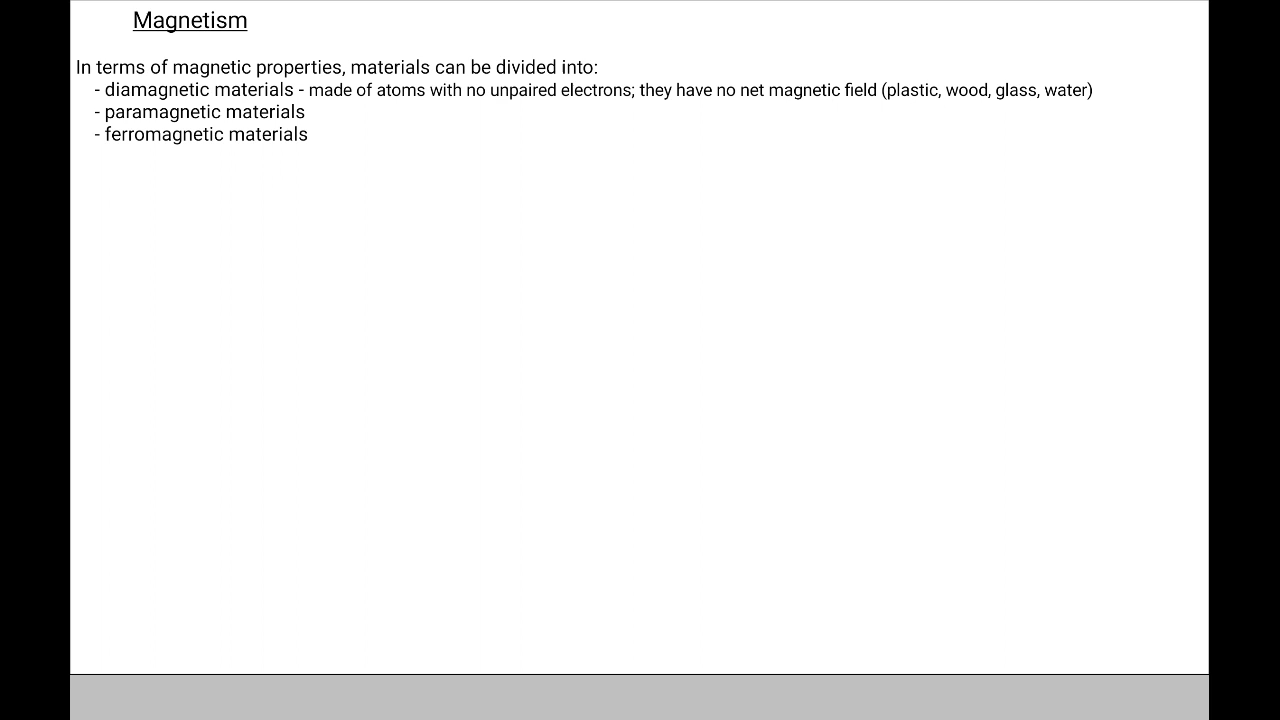 Magnetism
In terms of magnetic properties, materials can be divided into:
- diamagnetic materials - made of atoms with no unpaired electrons; they have no net magnetic field (plastic, wood, glass, water)
- paramagnetic materials
- ferromagnetic materials